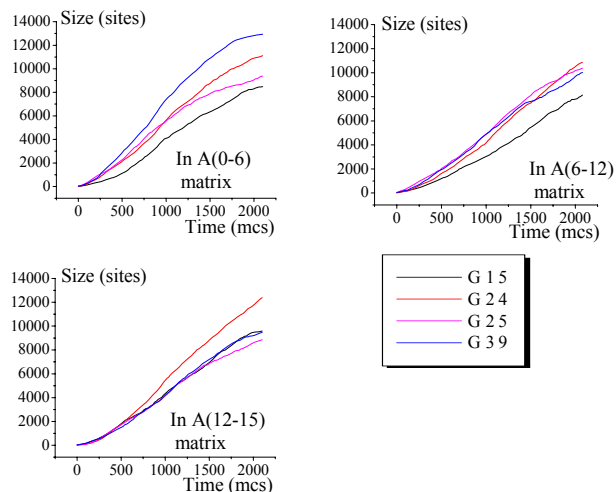 Size (sites)
14000
12000
10000
8000
6000
4000
2000
0
In A(0-6)
matrix
0 500 1000 1500 2000
Time (mcs)
Size (sites)
14000
12000
10000
8000
6000
4000
2000
0
In A(6-12)
matrix
0 500 1000 1500 2000
Time (mcs)
Size (sites)
14000
12000
10000
8000
6000
4000
2000
0
In A(12-15)
matrix
0 500 1000 1500 2000
Time (mcs)
G 1 5
G 2 4
G 2 5
G 3 9